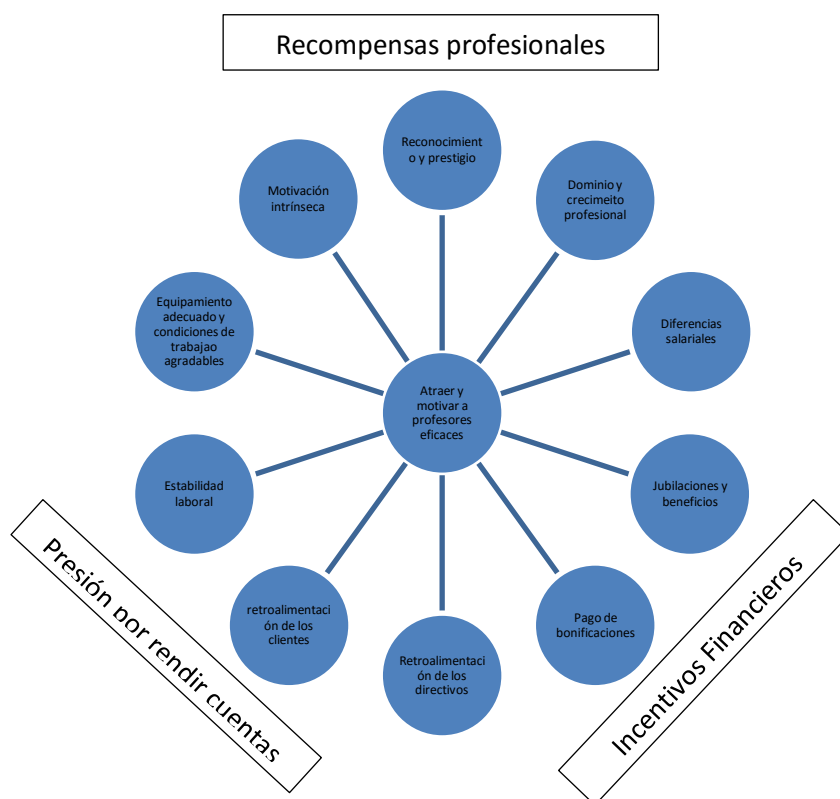 Recompensas profesionales
Reconocimient
o y prestigio
Motivación
intrínseca
Dominio y
crecimeito
profesional
Equipamiento
adecuado y
condiciones de
trabajao
agradables
Diferencias
salariales
Atraer y
motivar a
profesores
eficaces
Estabilidad
laboral
Jubilaciones y
beneficios
retroalimentaci
ón de los
clientes
Pago de
bonificaciones
Retroalimentaci
ón de los
directivos
Presión por rendir cuentas
Incentivos Financieros